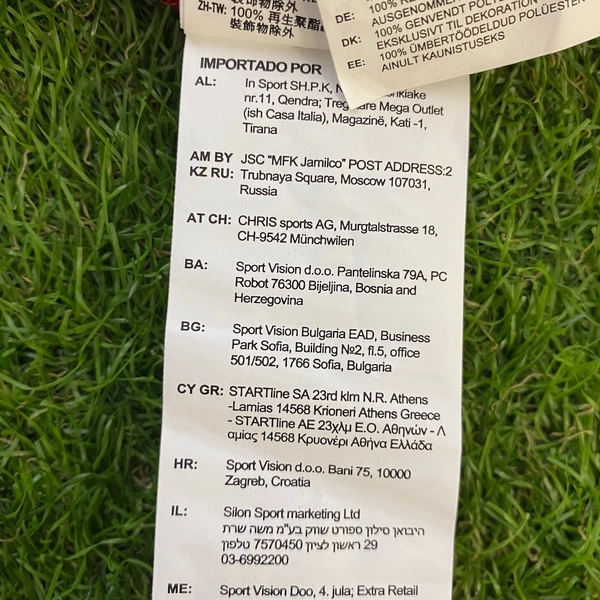 裝飾物除外
ZH-TW: 100% 再生聚酯
裝飾物除外
DE: AUSGENOMMEN
DK: 100% GENVENDT
EKSKLUSIVT TIL DEKORATION
EE: 100% ÜMBERTÖÖDELDUD POLÜESTER
AINULT KAUNISTUSEKS
IMPORTADO POR
AL: In Sport SH.P.K,
nr.11, Qendra; Mega Outlet
(ish Casa Italia), Magazinë, Kati -1,
Tirana
AM BY KZ RU: JSC "MFK Jamilco" POST ADDRESS:2
Trubnaya Square, Moscow 107031,
Russia
AT CH: CHRIS sports AG, Murgtalstrasse 18,
CH-9542 Münchwilen
BA: Sport Vision d.o.o. Pantelinska 79A, PC
Robot 76300 Bijeljina, Bosnia and
Herzegovina
BG: Sport Vision Bulgaria EAD, Business
Park Sofia, Building №2, fl.5, office
501/502, 1766 Sofia, Bulgaria
CY GR: STARTline SA 23rd klm N.R. Athens
-Lamias 14568 Krioneri Athens Greece
- STARTline AE 23χλμ Ε.Ο. Αθηνών - Λ
αμίας 14568 Κρυονέρι Αθήνα Ελλάδα
HR: Sport Vision d.o.o. Bani 75, 10000
Zagreb, Croatia
IL: Silon Sport marketing Ltd
היבואן סילון ספורט שווק בע"מ משה שרת
29 ראשון לציון 7570450 טלפון
03-6992200
ME: Sport Vision Doo, 4. jula; Extra Retail